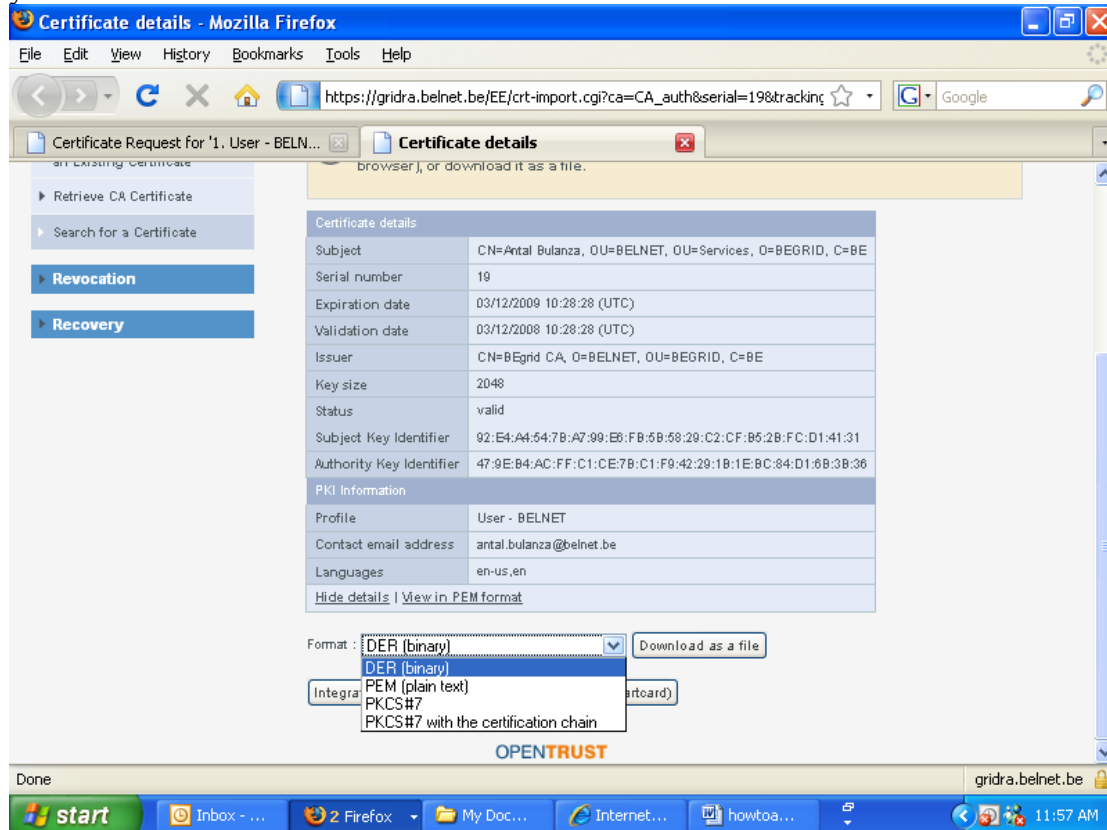 Certificate details - Mozilla Firefox
File Edit View History Bookmarks Tools Help
https://gridra.belnet.be/EE/crt-import.cgi?ca=CA_auth&serial=19&tracking
Google
Certificate Request for '1. User - BELN...
Certificate details
an Existing Certificate
browser), or download it as a file.
Retrieve CA Certificate
Search for a Certificate
Revocation
Recovery
Certificate details
Subject CN=Antal Bulanza, OU=BELNET, OU=Services, O=BEGRID, C=BE
Serial number 19
Expiration date 03/12/2009 10:28:28 (UTC)
Validation date 03/12/2008 10:28:28 (UTC)
Issuer CN=BEgrid CA, O=BELNET, OU=BEGRID, C=BE
Key size 2048
Status valid
Subject Key Identifier 92:E4:A4:54:7B:A7:99:E6:FB:5B:58:29:C2:CF:B5:2B:FC:D1:41:31
Authority Key Identifier 47:9E:B4:AC:FF:C1:CE:7B:C1:F9:42:29:1B:1E:BC:84:D1:6B:3B:36
PKI Information
Profile User - BELNET
Contact email address antal.bulanza@belnet.be
Languages en-us,en
Hide details | View in PEM format
Format : DER (binary) Download as a file
DER (binary)
PEM (plain text)
PKCS#7
PKCS#7 with the certification chain
Integra artcard)
OPENTRUST
Done gridra.belnet.be
start Inbox - ... 2 Firefox My Doc... Internet... howtoa... 11:57 AM